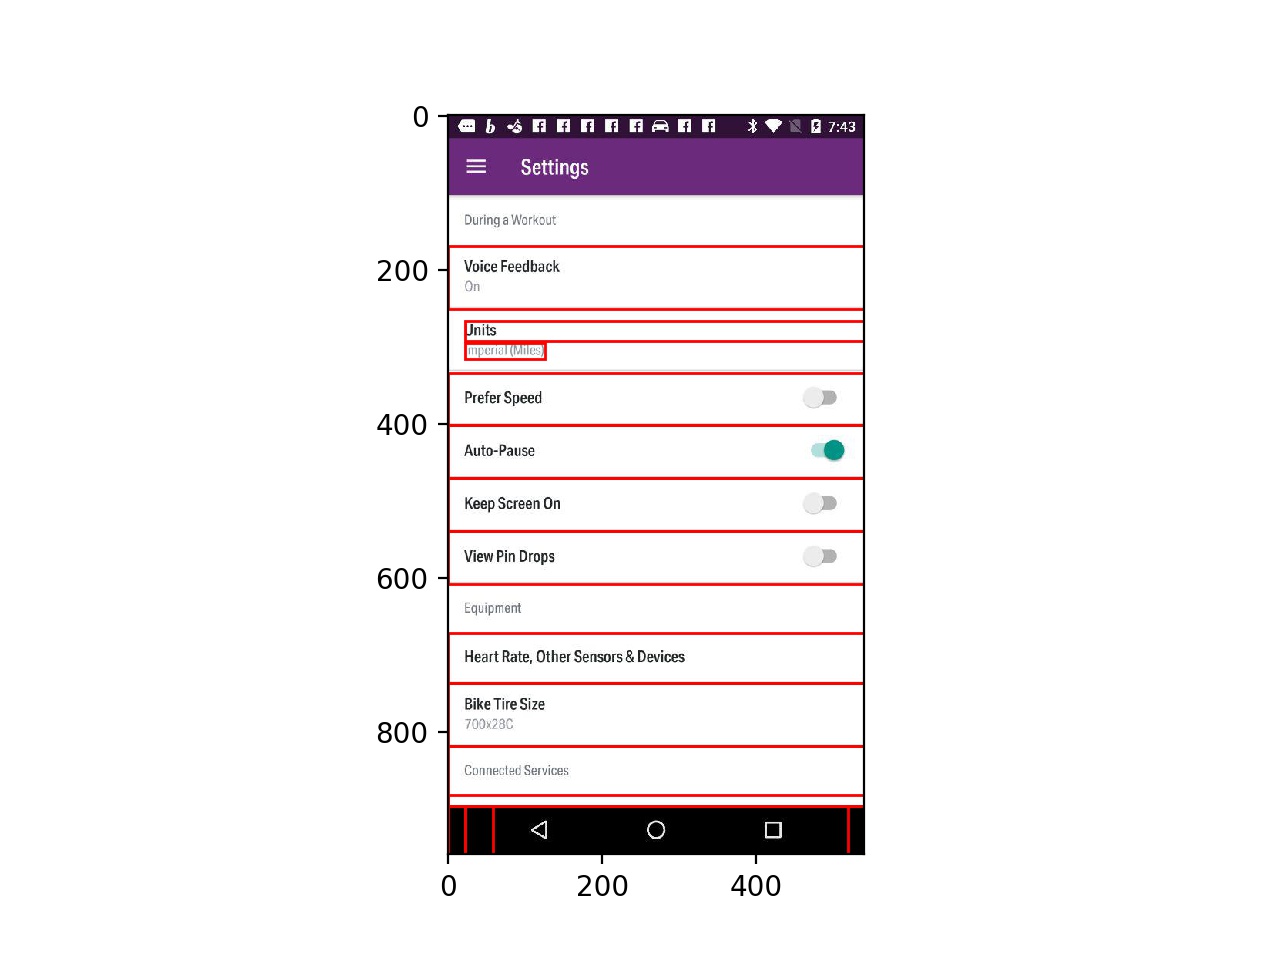 0
7:43
Settings
During a Workout
200
Voice Feedback
On
Units
Imperial (Miles)
Prefer Speed
400
Auto-Pause
Keep Screen On
View Pin Drops
600
Equipment
Heart Rate, Other Sensors & Devices
Bike Tire Size
700x28C
800
Connected Services
0 200 400